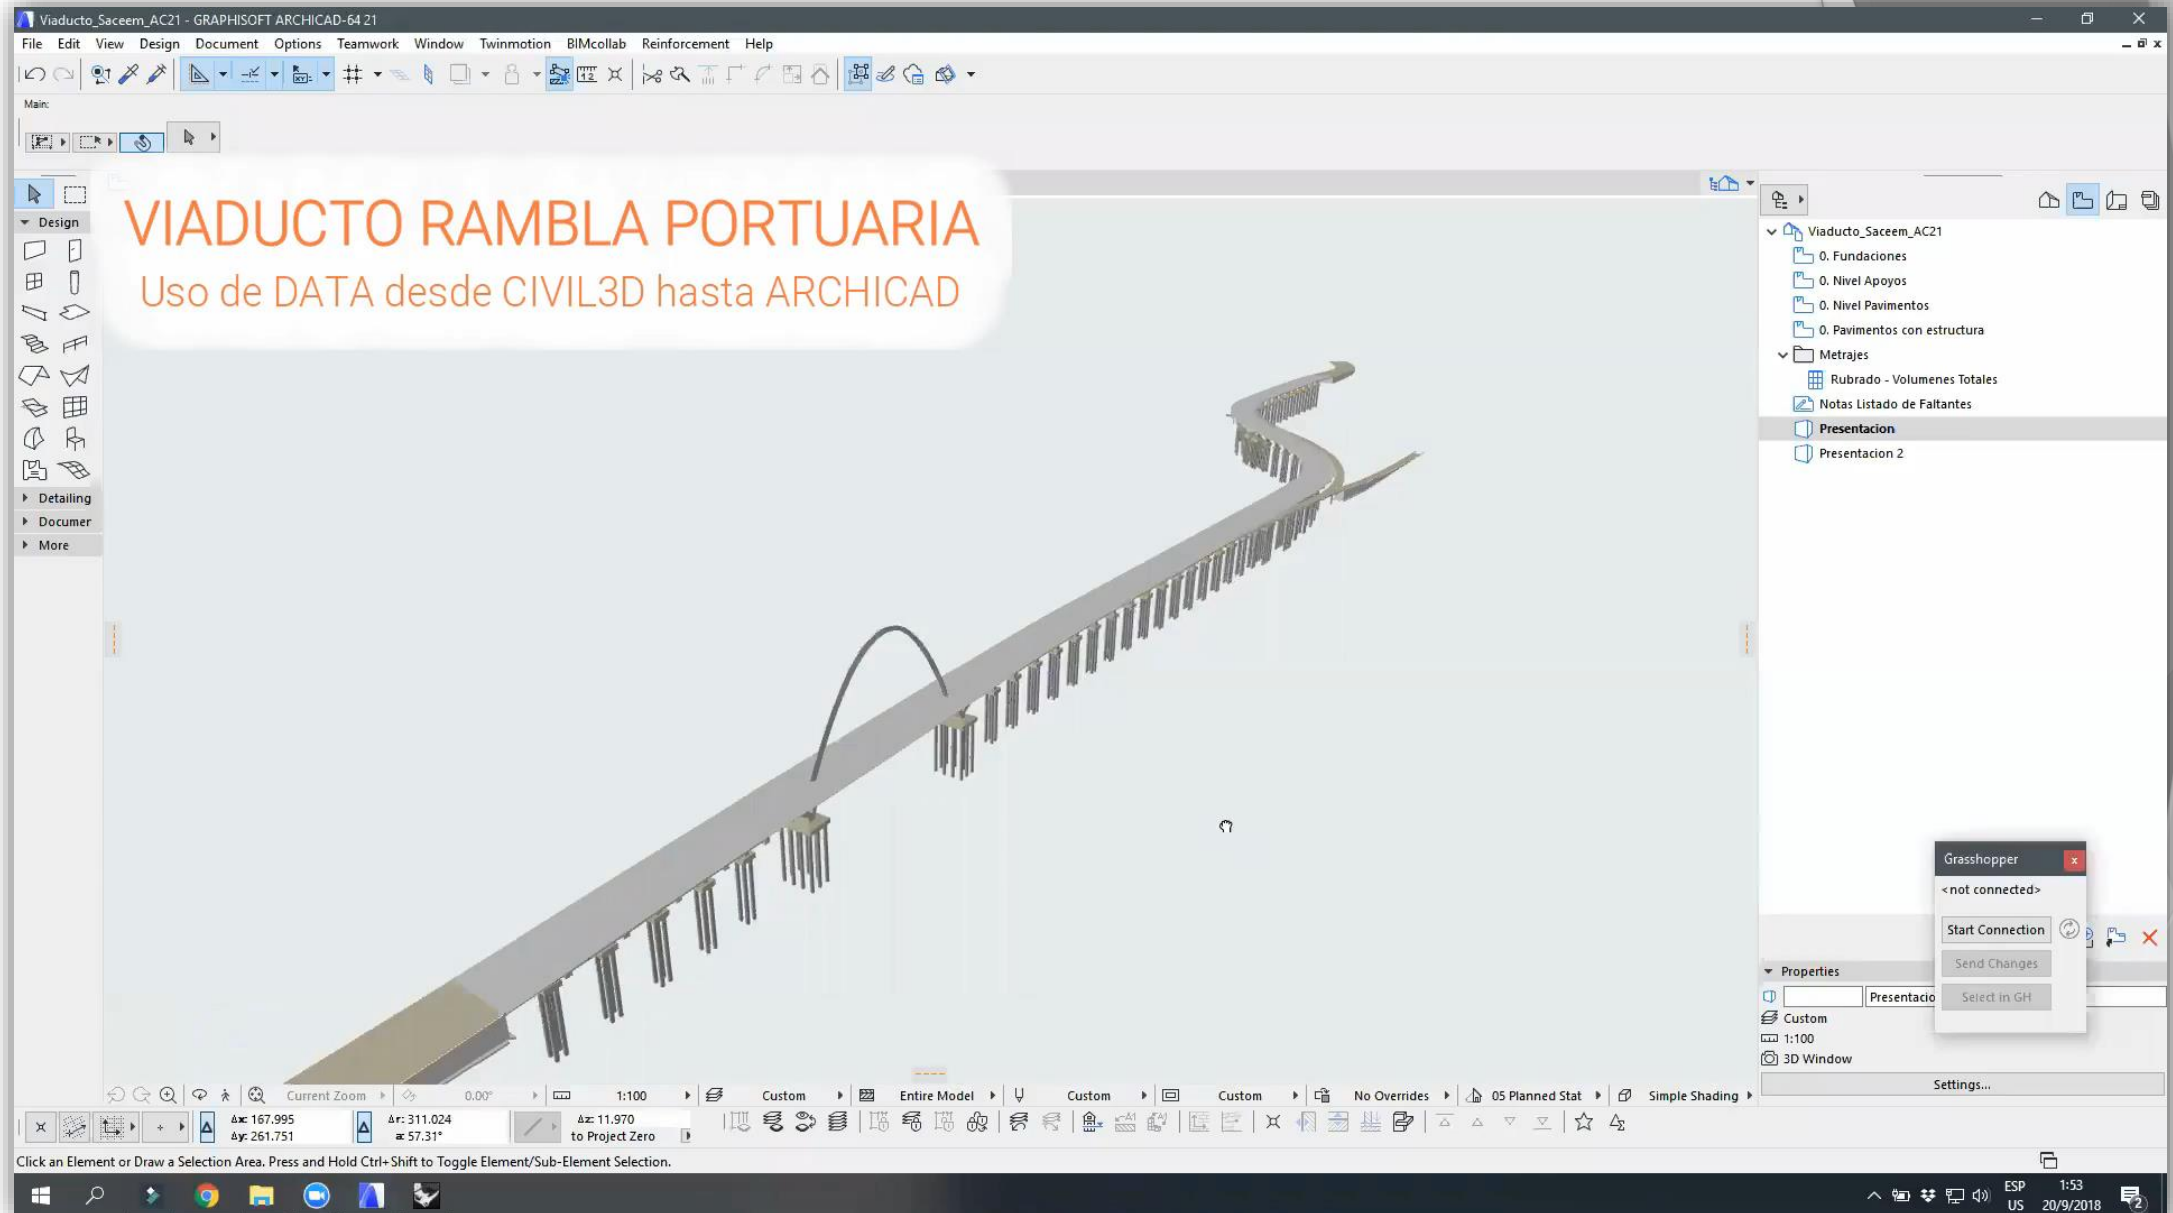 Viaducto_Saceem_AC21 - GRAPHISOFT ARCHICAD-64 21
File Edit View Design Document Options Teamwork Window Twinmotion BIMcollab Reinforcement Help
Main:
VIADUCTO RAMBLA PORTUARIA
Uso de DATA desde CIVIL3D hasta ARCHICAD
Design
Detailing
Documer
More
Viaducto_Saceem_AC21
0. Fundaciones
0. Nivel Apoyos
0. Nivel Pavimentos
0. Pavimentos con estructura
Metrajes
Rubrado - Volumenes Totales
Notas Listado de Faltantes
Presentacion
Presentacion 2
Grasshopper
<not connected>
Start Connection
Send Changes
Select in GH
Properties
Presentacio
Custom
1:100
3D Window
Settings...
Current Zoom 0.00° 1:100 Custom Entire Model Custom Custom No Overrides 05 Planned Stat Simple Shading
Δx: 167.995 Δr: 311.024 Δz: 11.970
Δy: 261.751 a: 57.31° to Project Zero
Click an Element or Draw a Selection Area. Press and Hold Ctrl+Shift to Toggle Element/Sub-Element Selection.
ESP 1:53
US 20/9/2018 2